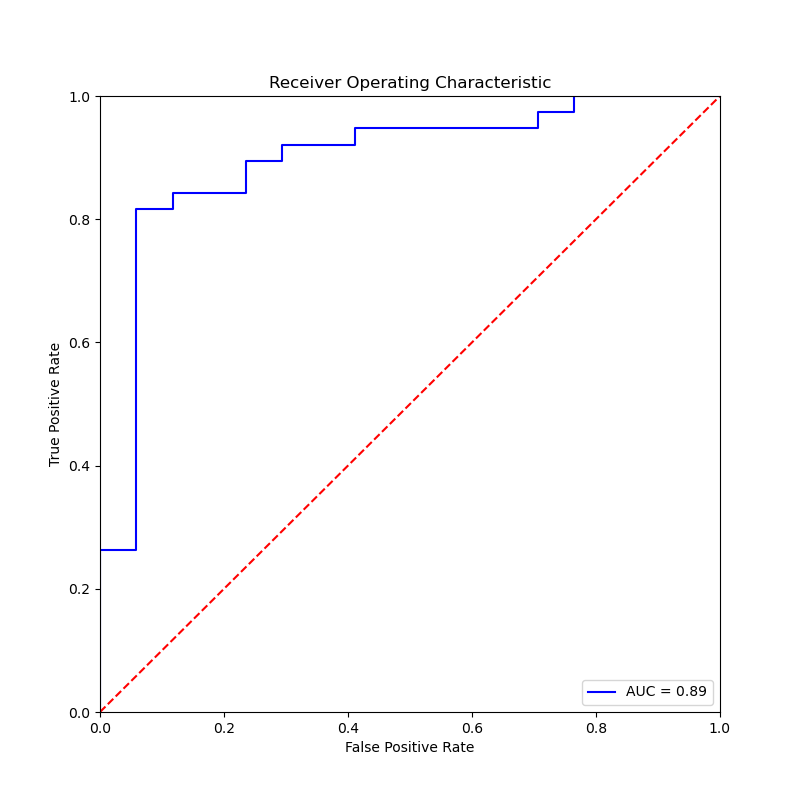 Receiver Operating Characteristic
1.0
0.8
0.6
0.4
0.2
0.0
True Positive Rate
AUC = 0.89
0.0 0.2 0.4 0.6 0.8 1.0
False Positive Rate